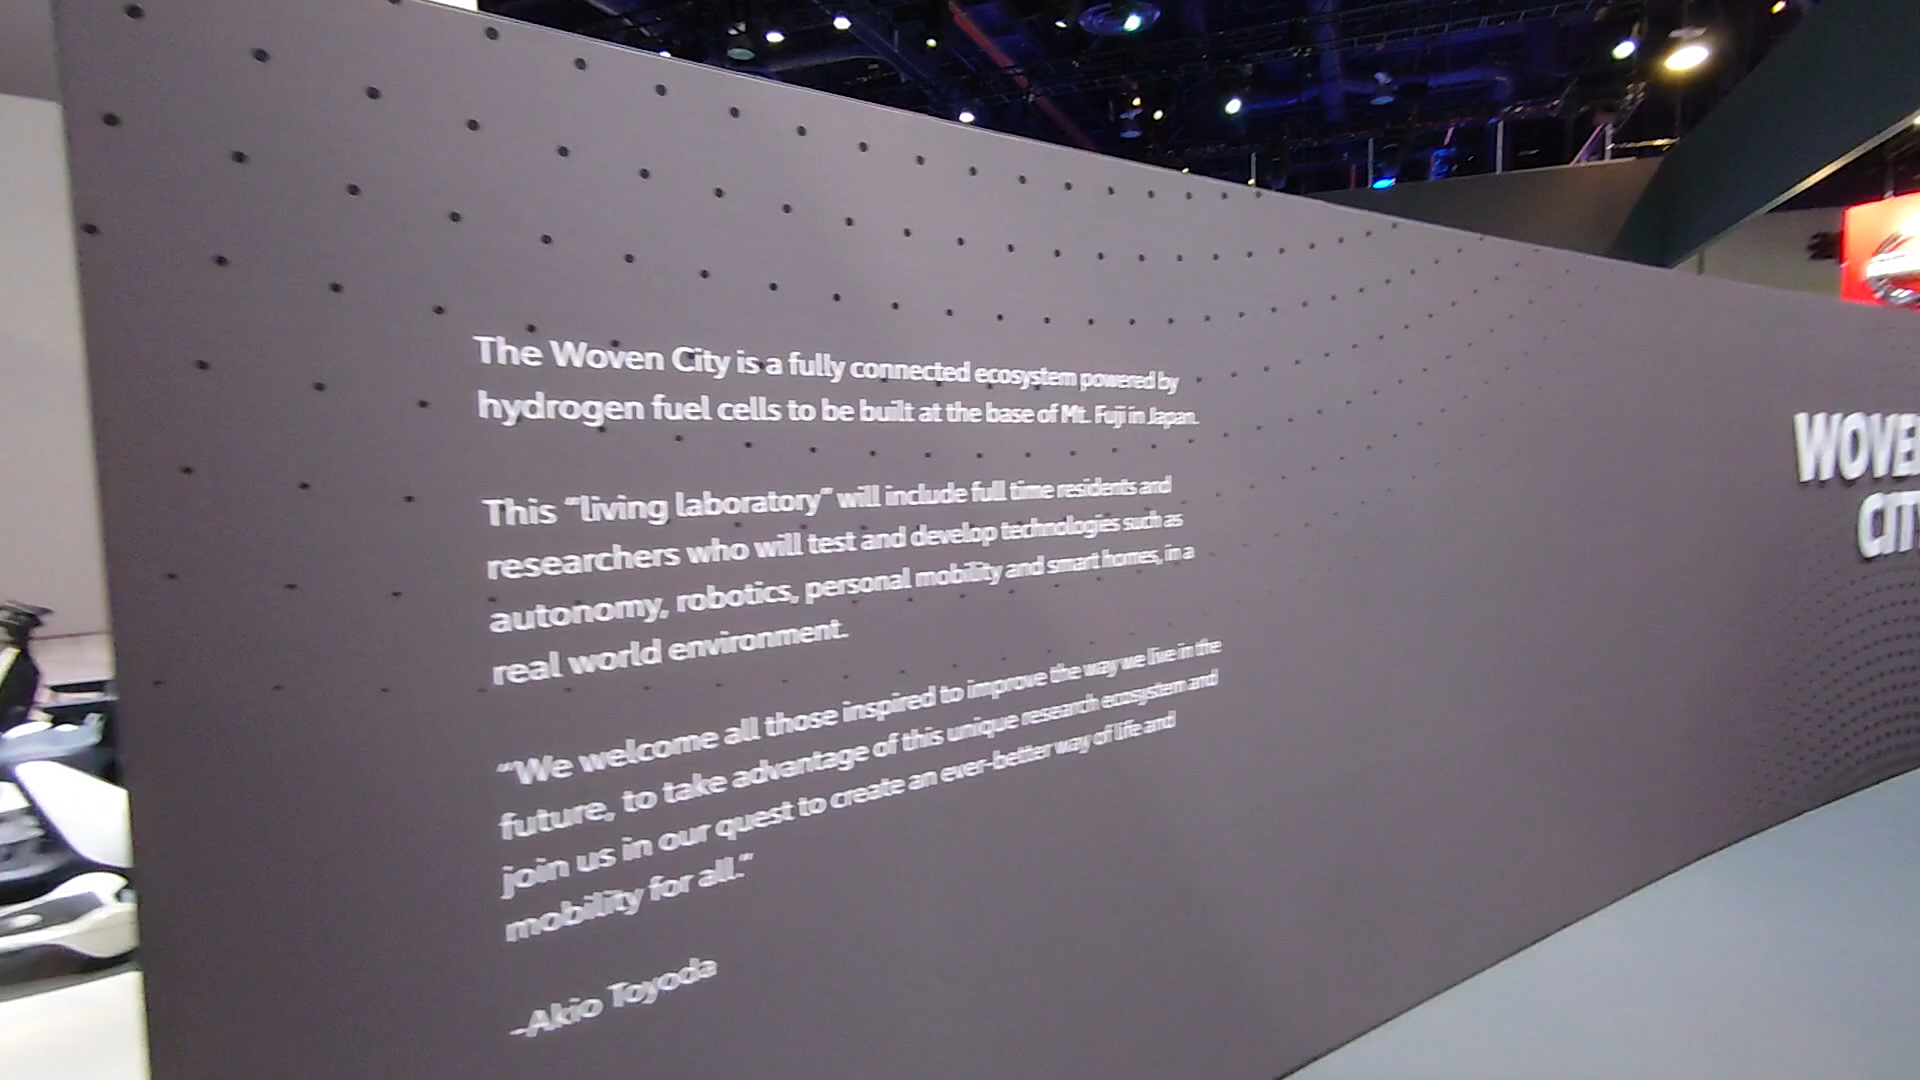 The Woven City is a fully connected ecosystem powered by
hydrogen fuel cells to be built at the base of Mt. Fuji in Japan.
This “living laboratory” will include full time residents and
researchers who will test and develop technologies such as
autonomy, robotics, personal mobility and smart homes, in a
real world environment.
“We welcome all those inspired to improve the way we live in the
future, to take advantage of this unique research ecosystem and
join us in our quest to create an ever-better way of life and
mobility for all.”
-Akio Toyoda
WOVE
CIT